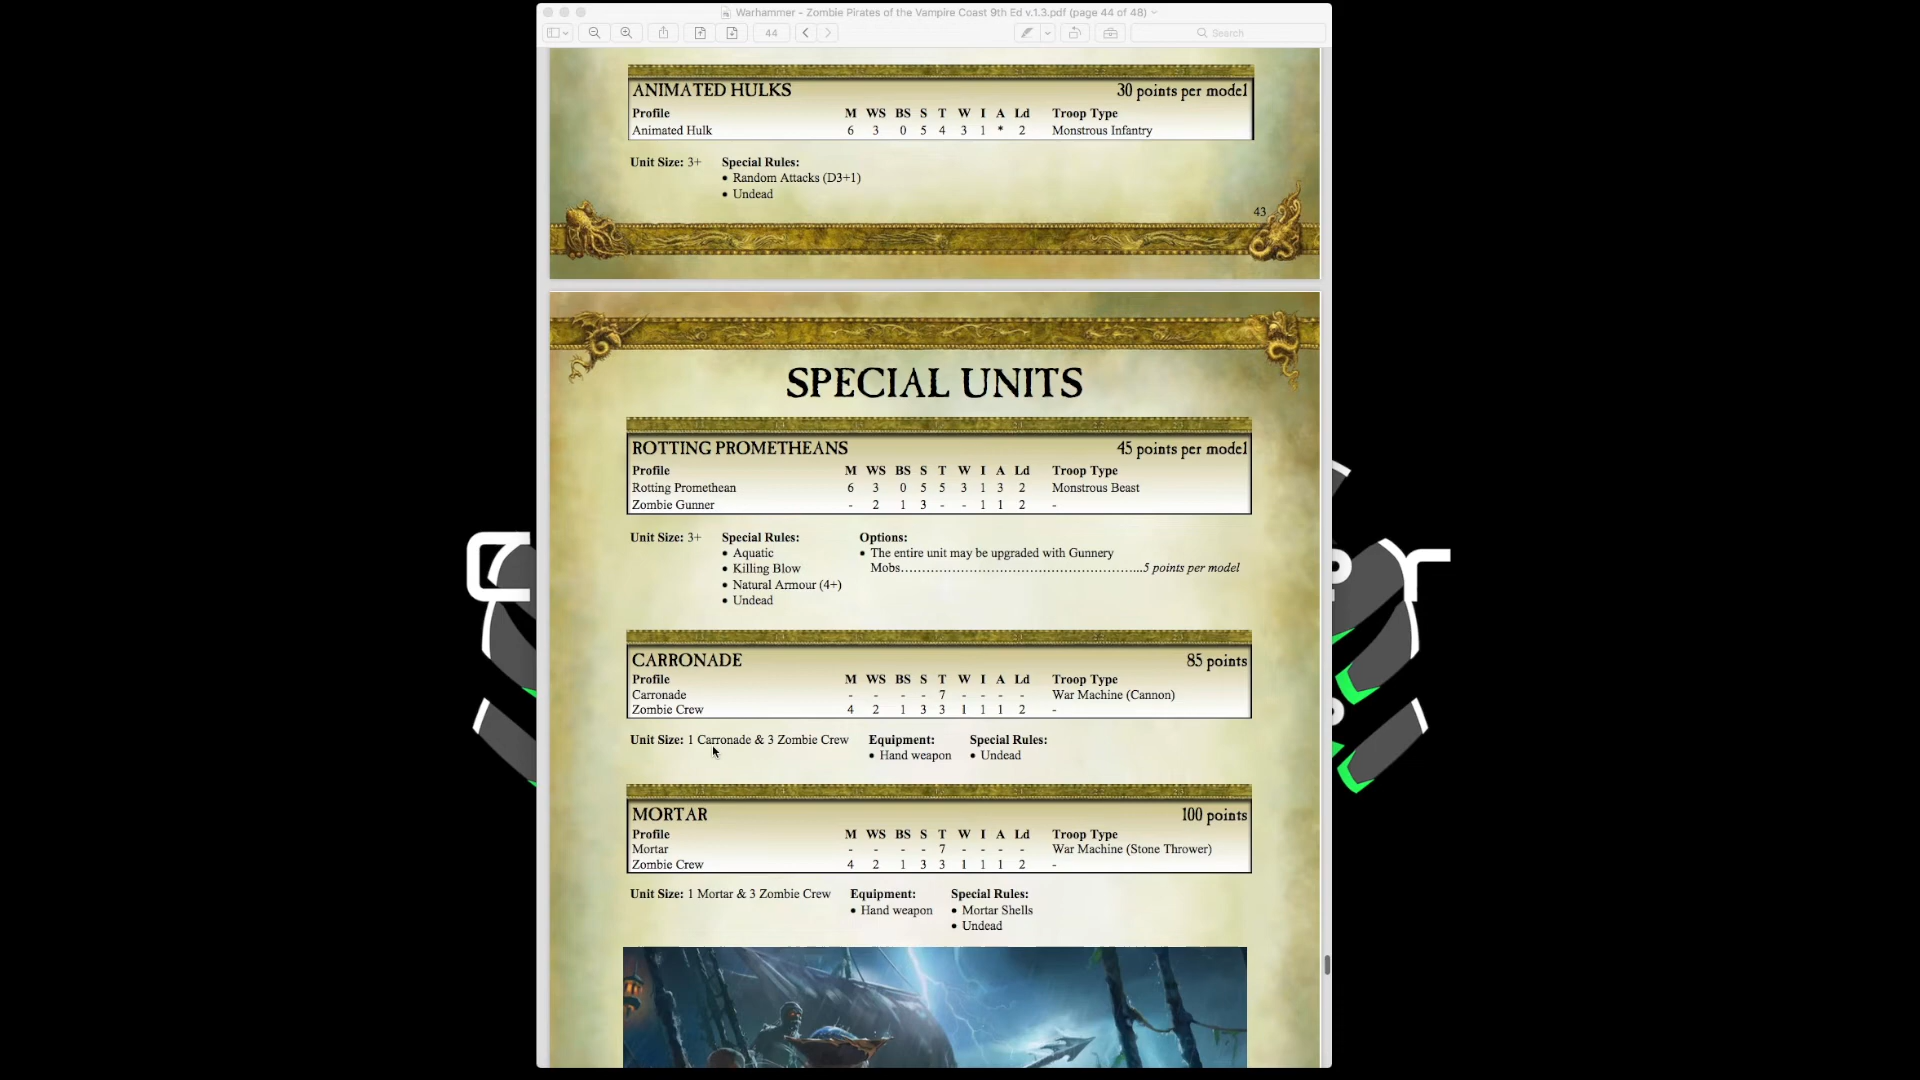 Warhammer - Zombie Pirates of the Vampire Coast 9th Ed v.1.3.pdf (page 44 of 48)
44
Search
ANIMATED HULKS 30 points per model
Profile M WS BS S T W I A Ld Troop Type
Animated Hulk 6 3 0 5 4 3 1 * 2 Monstrous Infantry
Unit Size: 3+ Special Rules:
• Random Attacks (D3+1)
• Undead
43
SPECIAL UNITS
ROTTING PROMETHEANS 45 points per model
Profile M WS BS S T W I A Ld Troop Type
Rotting Promethean 6 3 0 5 5 3 1 3 2 Monstrous Beast
Zombie Gunner - 2 1 3 - - 1 1 2 -
Unit Size: 3+ Special Rules: Options:
• Aquatic • The entire unit may be upgraded with Gunnery
• Killing Blow Mobs…………………………………………………...5 points per model
• Natural Armour (4+)
• Undead
CARRONADE 85 points
Profile M WS BS S T W I A Ld Troop Type
Carronade - - - - 7 - - - - War Machine (Cannon)
Zombie Crew 4 2 1 3 3 1 1 1 2 -
Unit Size: 1 Carronade & 3 Zombie Crew Equipment: Special Rules:
• Hand weapon • Undead
MORTAR 100 points
Profile M WS BS S T W I A Ld Troop Type
Mortar - - - - 7 - - - - War Machine (Stone Thrower)
Zombie Crew 4 2 1 3 3 1 1 1 2 -
Unit Size: 1 Mortar & 3 Zombie Crew Equipment: Special Rules:
• Hand weapon • Mortar Shells
• Undead